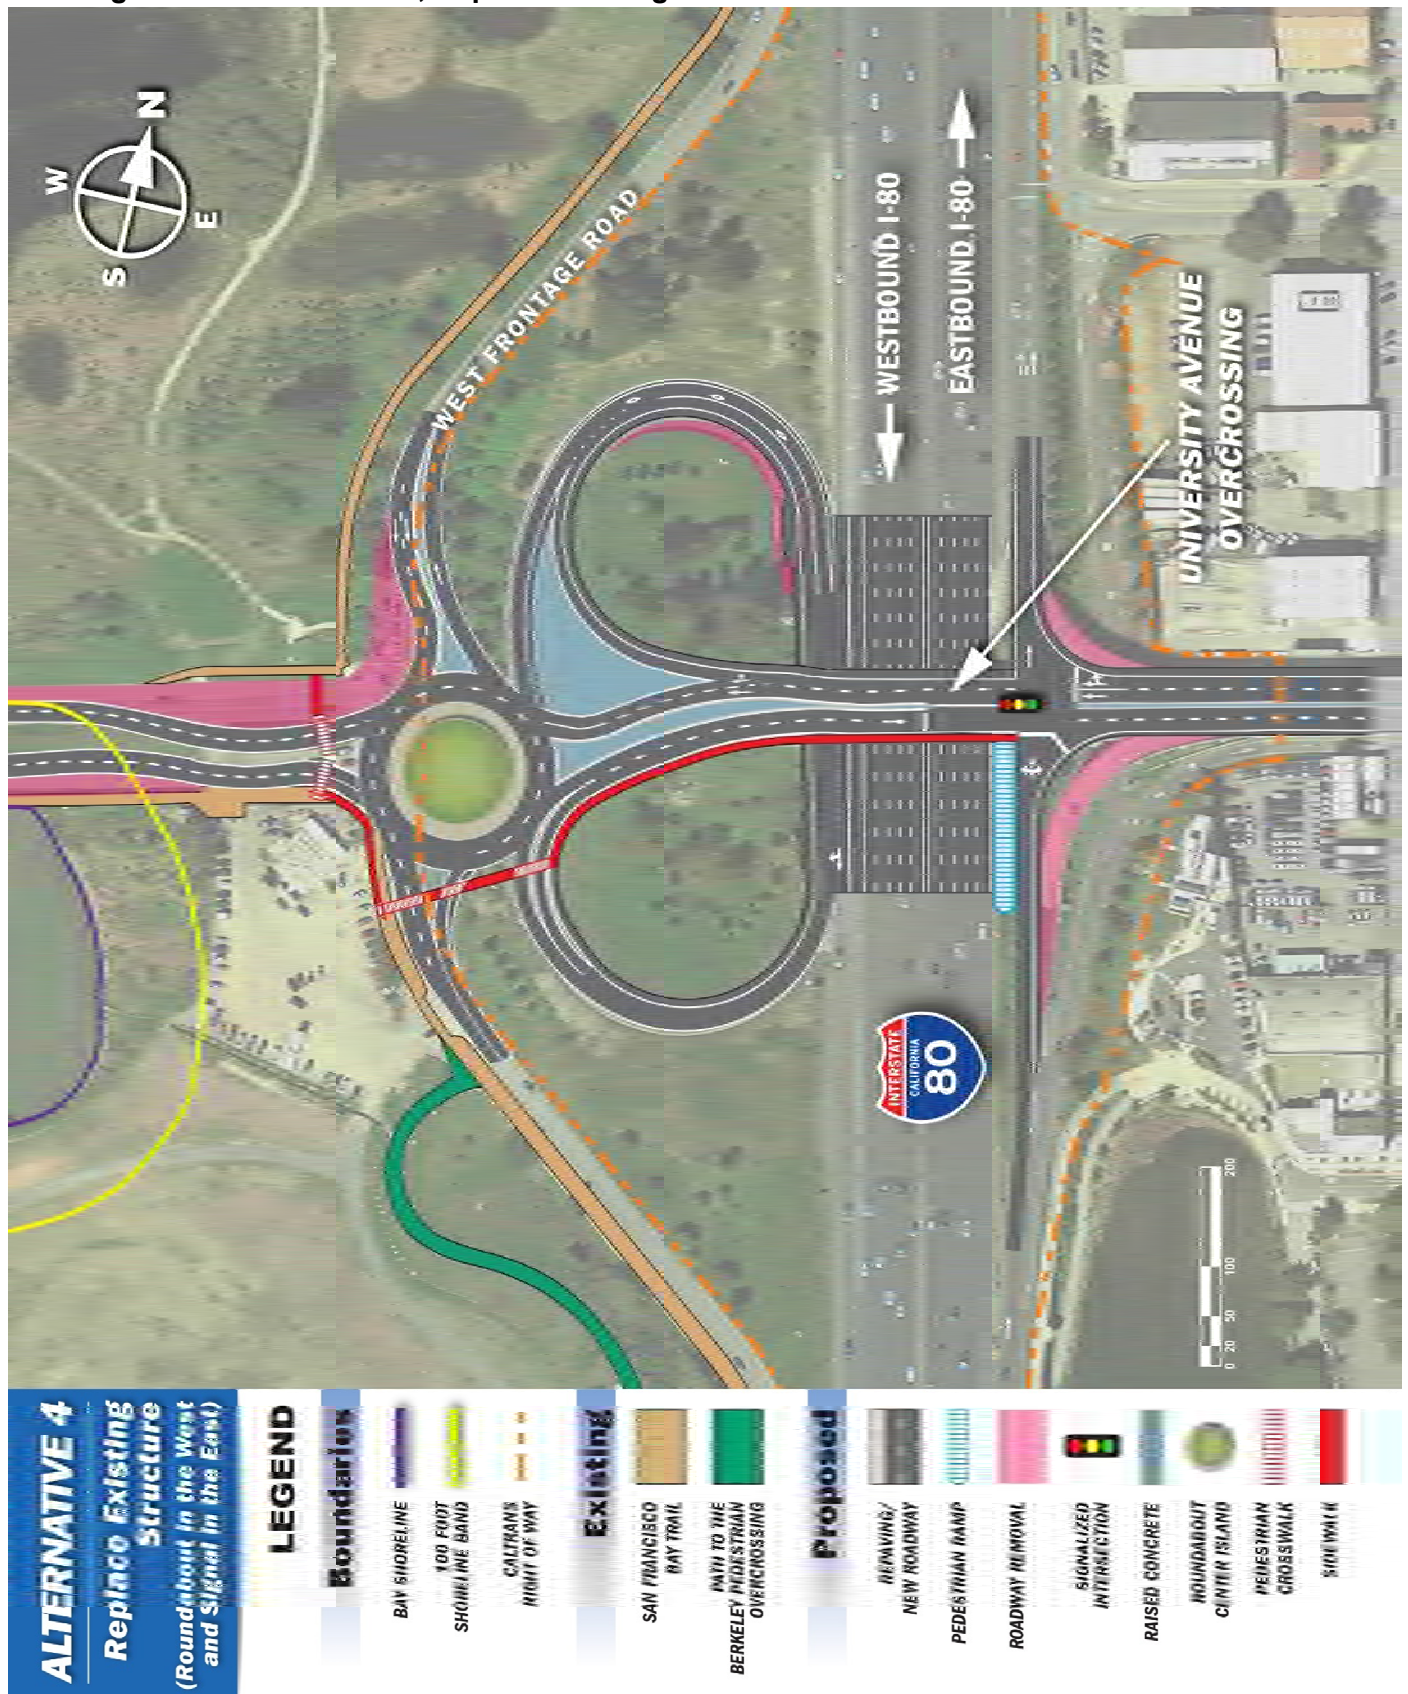 N
W
E
S
WEST FRONTAGE ROAD
WESTBOUND I-80
EASTBOUND I-80
UNIVERSITY AVENUE
OVERCROSSING
INTERSTATE
CALIFORNIA
80
0 20 50 100 200
ALTERNATIVE 4
Replace Existing
Structure
(Roundabout in the West
and Signal in the East)
LEGEND
Boundaries
BAY SHORELINE
100 FOOT
SHORELINE BAND
CALTRANS
RIGHT OF WAY
Existing
SAN FRANCISCO
BAY TRAIL
PATH TO THE
BERKELEY PEDESTRIAN
OVERCROSSING
Proposed
REPAVING/
NEW ROADWAY
PEDESTRIAN RAMP
ROADWAY REMOVAL
SIGNALIZED
INTERSECTION
RAISED CONCRETE
ROUNDABOUT
CENTER ISLAND
PEDESTRIAN
CROSSWALK
SIDEWALK